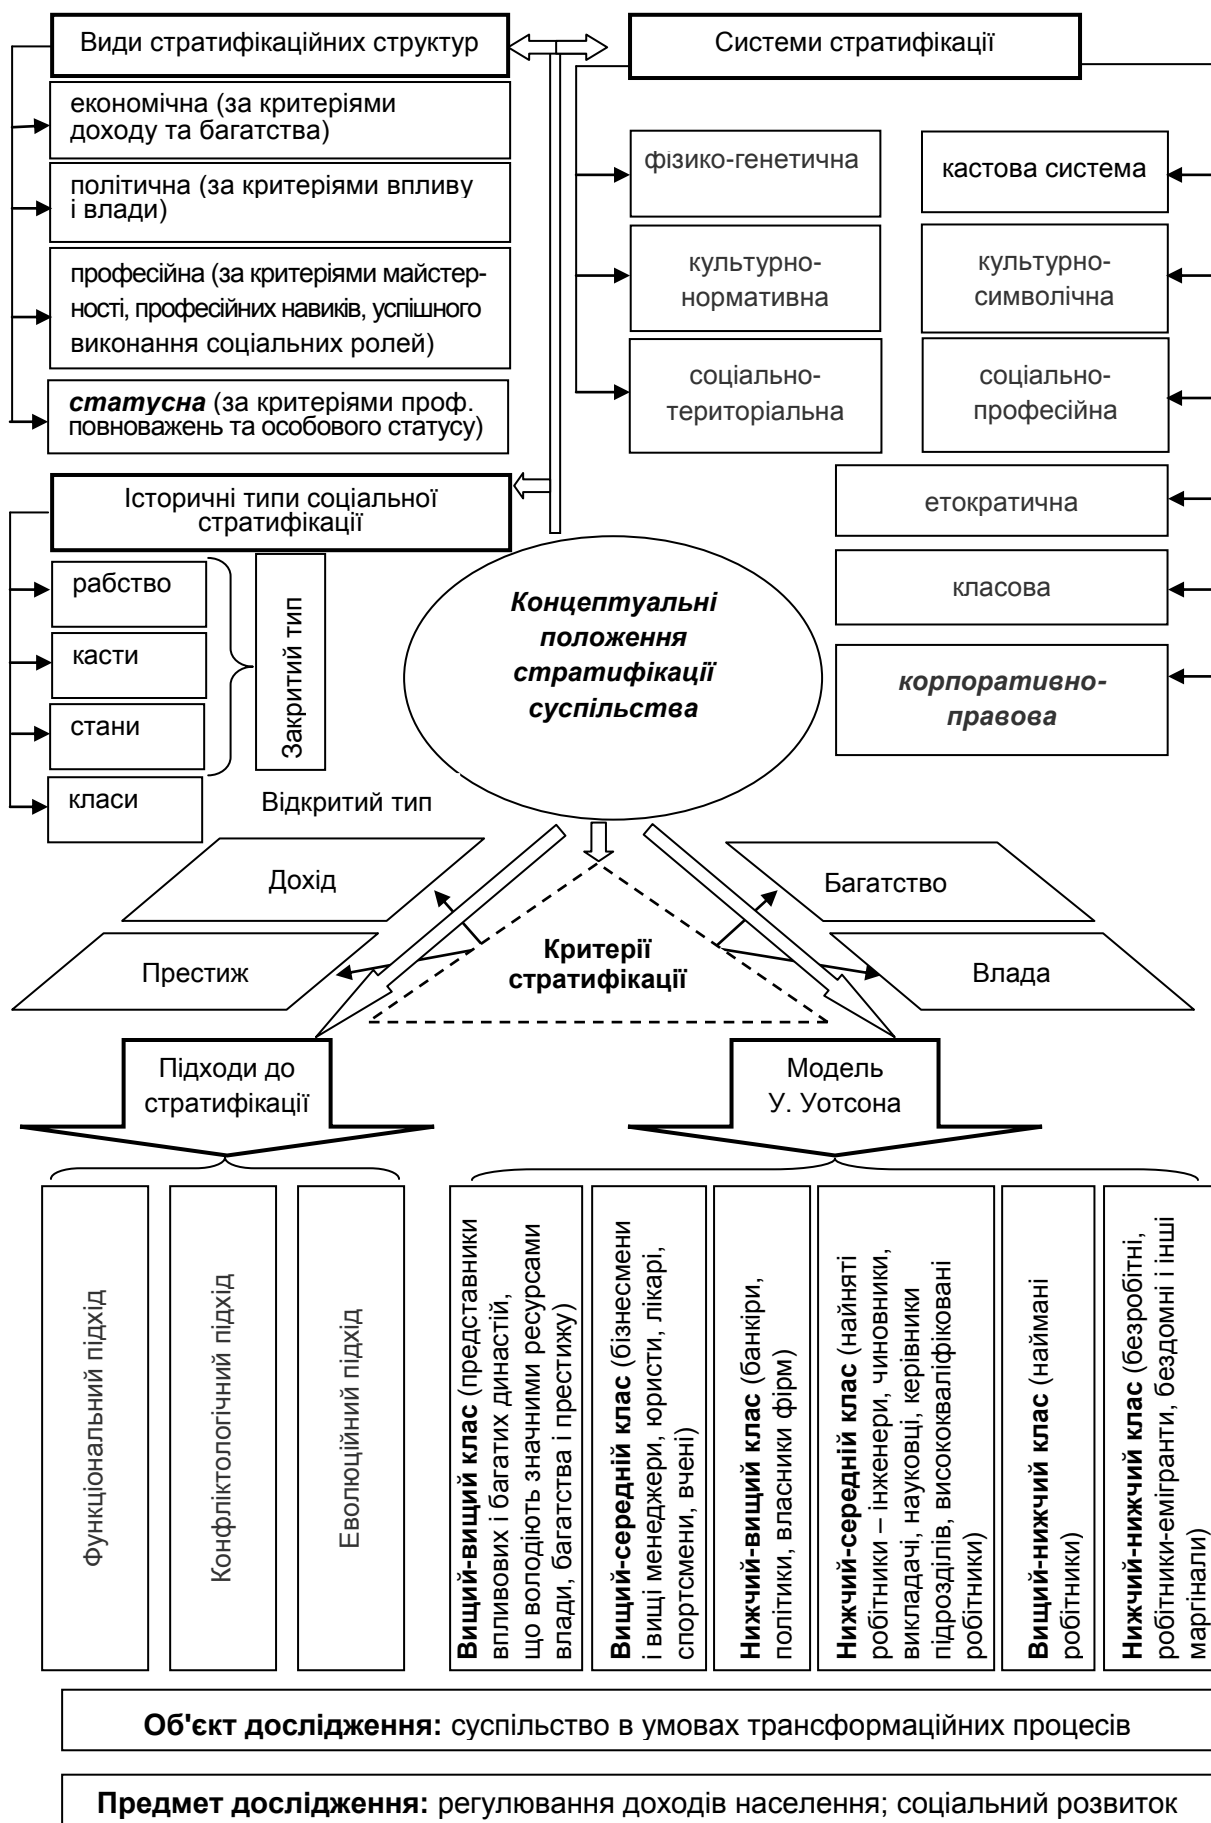 Види стратифікаційних структур
економічна (за критеріями
доходу та багатства)
політична (за критеріями впливу
і влади)
професійна (за критеріями майстер-
ності, професійних навиків, успішного
виконання соціальних ролей)
статусна (за критеріями проф.
повноважень та особового статусу)
Системи стратифікації
фізико-генетична
кастова система
культурно-
нормативна
культурно-
символічна
соціально-
територіальна
соціально-
професійна
етократична
класова
корпоративно-
правова
Історичні типи соціальної
стратифікації
рабство
касти
стани
класи
Закритий тип
Відкритий тип
Концептуальні
положення
стратифікації
суспільства
Дохід
Багатство
Престиж
Критерії
стратифікації
Влада
Підходи до
стратифікації
Модель
У. Уотсона
Функціональний підхід
Конфліктологічний підхід
Еволюційний підхід
Вищий-вищий клас (представники
впливових і багатих династій,
що володіють значними ресурсами
влади, багатства і престижу)
Вищий-середній клас (бізнесмени
і вищі менеджери, юристи, лікарі,
спортсмени, вчені)
Нижчий-вищий клас (банкіри,
політики, власники фірм)
Нижчий-середній клас (найняті
робітники – інженери, чиновники,
викладачі, науковці, керівники
підрозділів, висококваліфіковані
робітники)
Вищий-нижчий клас (наймані
робітники)
Нижчий-нижчий клас (безробітні,
робітники-емігранти, бездомні і інші
маргінали)
Об'єкт дослідження: суспільство в умовах трансформаційних процесів
Предмет дослідження: регулювання доходів населення; соціальний розвиток